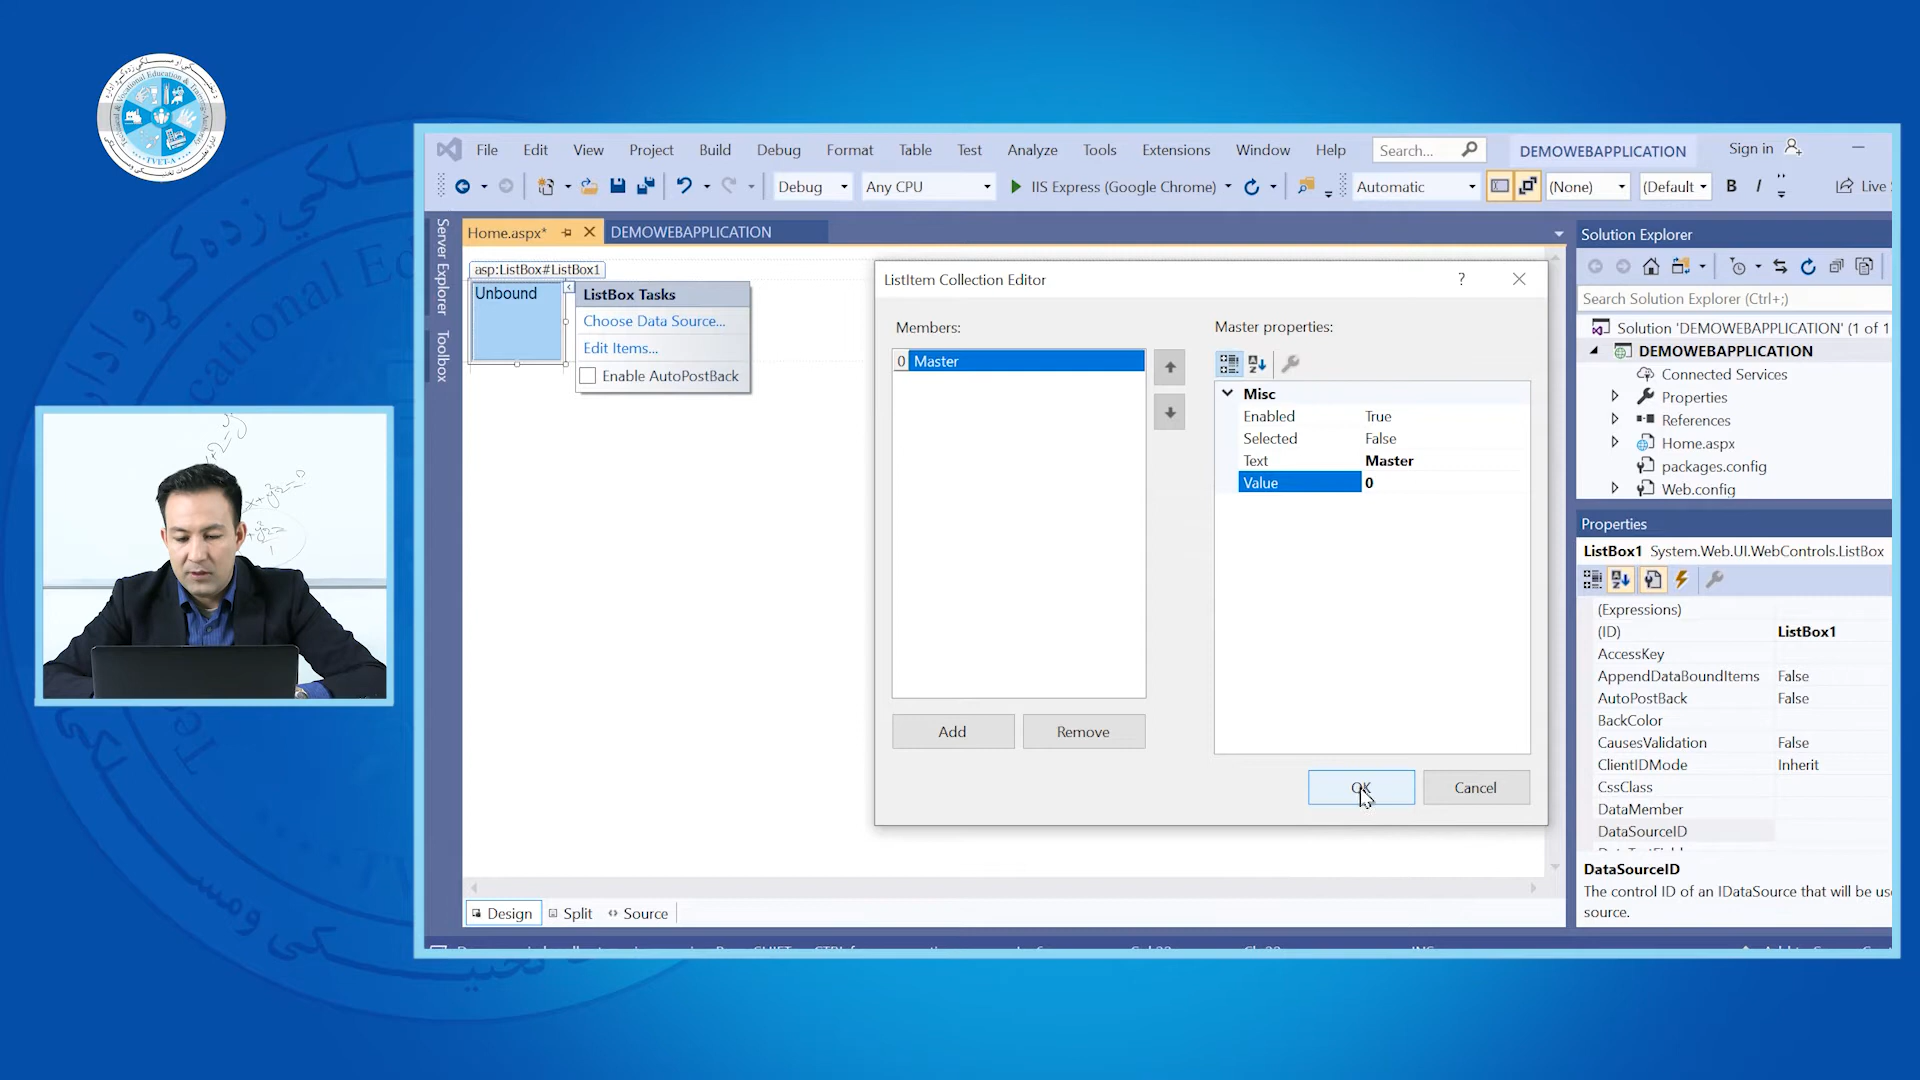 File Edit View Project Build Debug Format Table Test Analyze Tools Extensions Window Help Search... DEMOWEBAPPLICATION Sign in
Debug Any CPU IIS Express (Google Chrome) Automatic (None) (Default B I Live
Server Explorer
Toolbox
Home.aspx* DEMOWEBAPPLICATION
asp:ListBox#ListBox1
Unbound
ListBox Tasks
Choose Data Source...
Edit Items...
Enable AutoPostBack
ListItem Collection Editor ?
Members:
0 Master
Add Remove
Master properties:
Misc
Enabled True
Selected False
Text Master
Value 0
OK Cancel
Design Split Source
Solution Explorer
Search Solution Explorer (Ctrl+;)
Solution 'DEMOWEBAPPLICATION' (1 of 1
DEMOWEBAPPLICATION
Connected Services
Properties
References
Home.aspx
packages.config
Web.config
Properties
ListBox1 System.Web.UI.WebControls.ListBox
(Expressions)
(ID) ListBox1
AccessKey
AppendDataBoundItems False
AutoPostBack False
BackColor
CausesValidation False
ClientIDMode Inherit
CssClass
DataMember
DataSourceID
DataSourceID
The control ID of an IDataSource that will be us
source.
Technical & Vocational Education & Training Authority
TVET-A